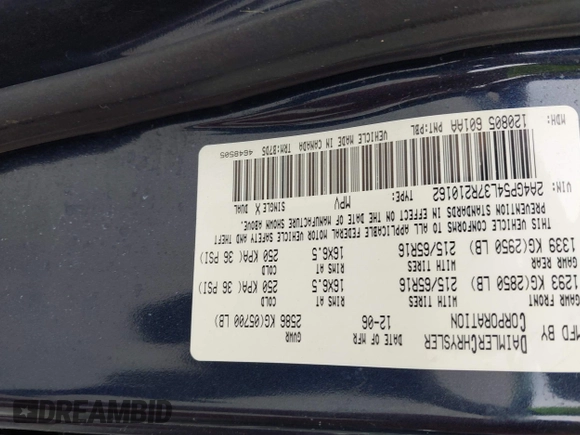 MFD BY
DAIMLERCHRYSLER
CORPORATION
DATE OF MFR
12-06
GVWR
2586 KG(05700 LB)
GAWR FRONT
1293 KG(2850 LB)
WITH TIRES
215/65R16
RIMS AT
16X6.5
COLD
250 KPA( 36 PSI)
GAWR REAR
1339 KG(2950 LB)
WITH TIRES
215/65R16
RIMS AT
16X6.5
COLD
250 KPA( 36 PSI)
THIS VEHICLE CONFORMS TO ALL APPLICABLE FEDERAL MOTOR VEHICLE SAFETY AND THEFT
PREVENTION STANDARDS IN EFFECT ON THE DATE OF MANUFACTURE SHOWN ABOVE.
VIN: 2A4GP54L37R210162 TYPE: MPV SINGLE X DUAL
MDH: 120805 601AA PNT:PBL VEHICLE MADE IN CANADA TRM:B7D5 4648505
DREAMBID